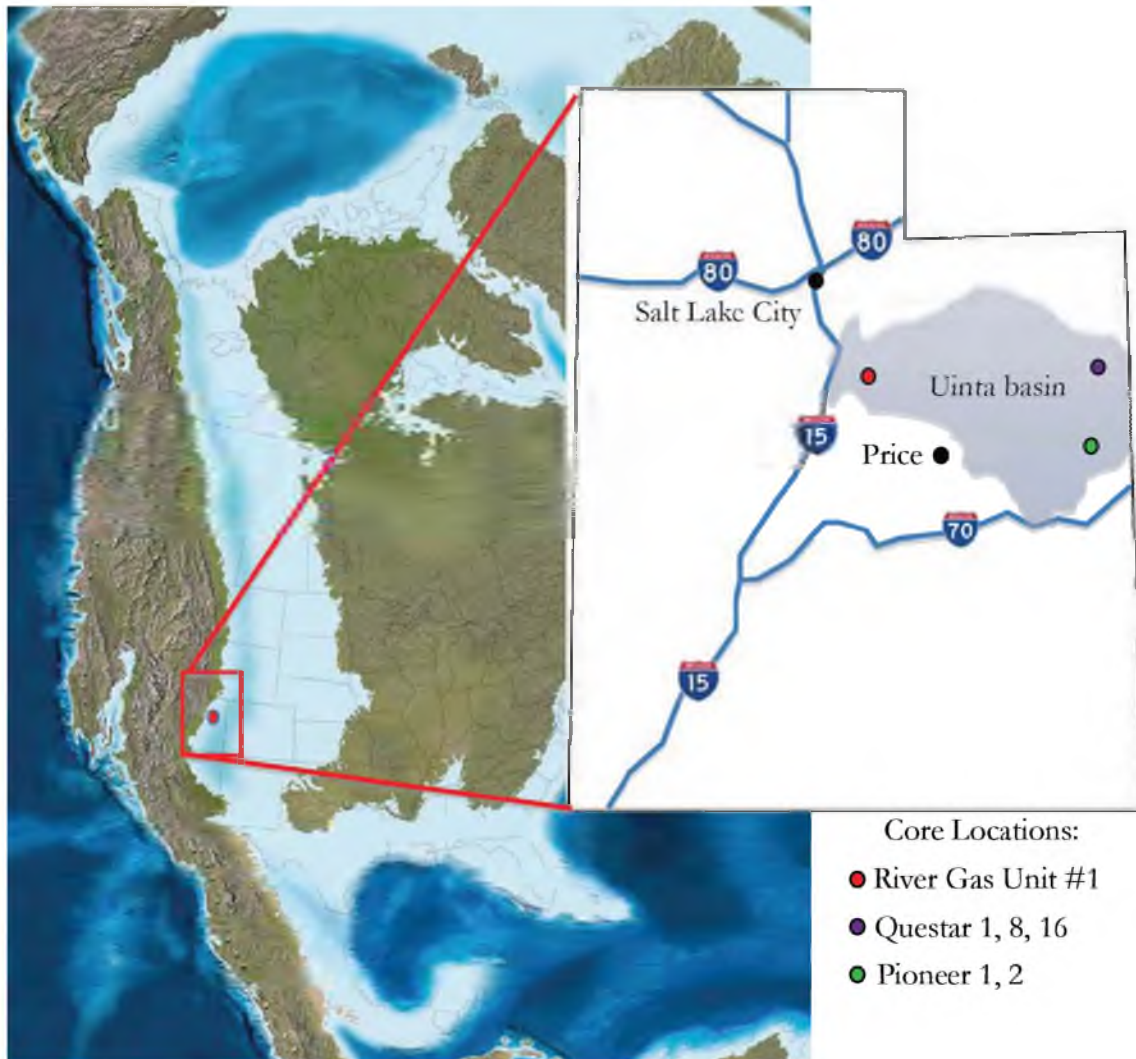 80
80
Salt Lake City
Uinta basin
15
Price
70
15
Core Locations:
River Gas Unit #1
Questar 1, 8, 16
Pioneer 1, 2